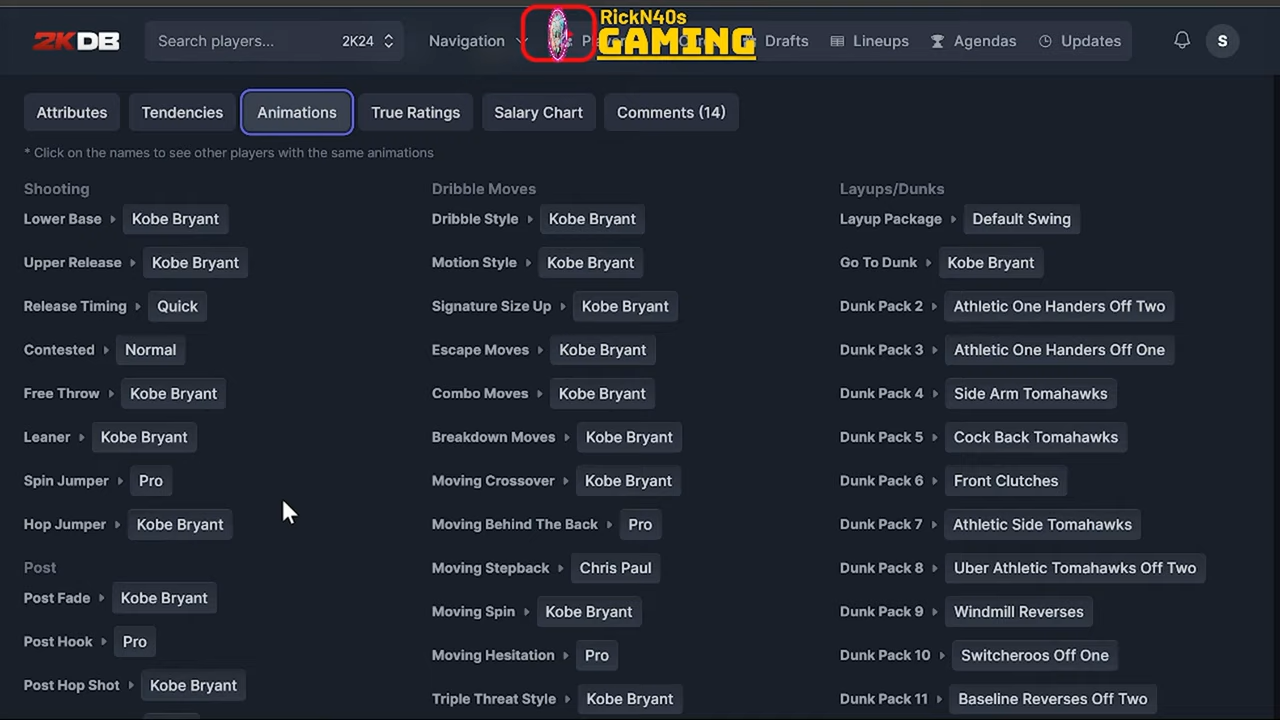 2KDB
Search players...
2K24
Navigation
RickN40s
GAMING
Drafts
Lineups
Agendas
Updates
S
Attributes
Tendencies
Animations
True Ratings
Salary Chart
Comments (14)
* Click on the names to see other players with the same animations
Shooting
Lower Base Kobe Bryant
Upper Release Kobe Bryant
Release Timing Quick
Contested Normal
Free Throw Kobe Bryant
Leaner Kobe Bryant
Spin Jumper Pro
Hop Jumper Kobe Bryant
Post
Post Fade Kobe Bryant
Post Hook Pro
Post Hop Shot Kobe Bryant
Dribble Moves
Dribble Style Kobe Bryant
Motion Style Kobe Bryant
Signature Size Up Kobe Bryant
Escape Moves Kobe Bryant
Combo Moves Kobe Bryant
Breakdown Moves Kobe Bryant
Moving Crossover Kobe Bryant
Moving Behind The Back Pro
Moving Stepback Chris Paul
Moving Spin Kobe Bryant
Moving Hesitation Pro
Triple Threat Style Kobe Bryant
Layups/Dunks
Layup Package Default Swing
Go To Dunk Kobe Bryant
Dunk Pack 2 Athletic One Handers Off Two
Dunk Pack 3 Athletic One Handers Off One
Dunk Pack 4 Side Arm Tomahawks
Dunk Pack 5 Cock Back Tomahawks
Dunk Pack 6 Front Clutches
Dunk Pack 7 Athletic Side Tomahawks
Dunk Pack 8 Uber Athletic Tomahawks Off Two
Dunk Pack 9 Windmill Reverses
Dunk Pack 10 Switcheroos Off One
Dunk Pack 11 Baseline Reverses Off Two